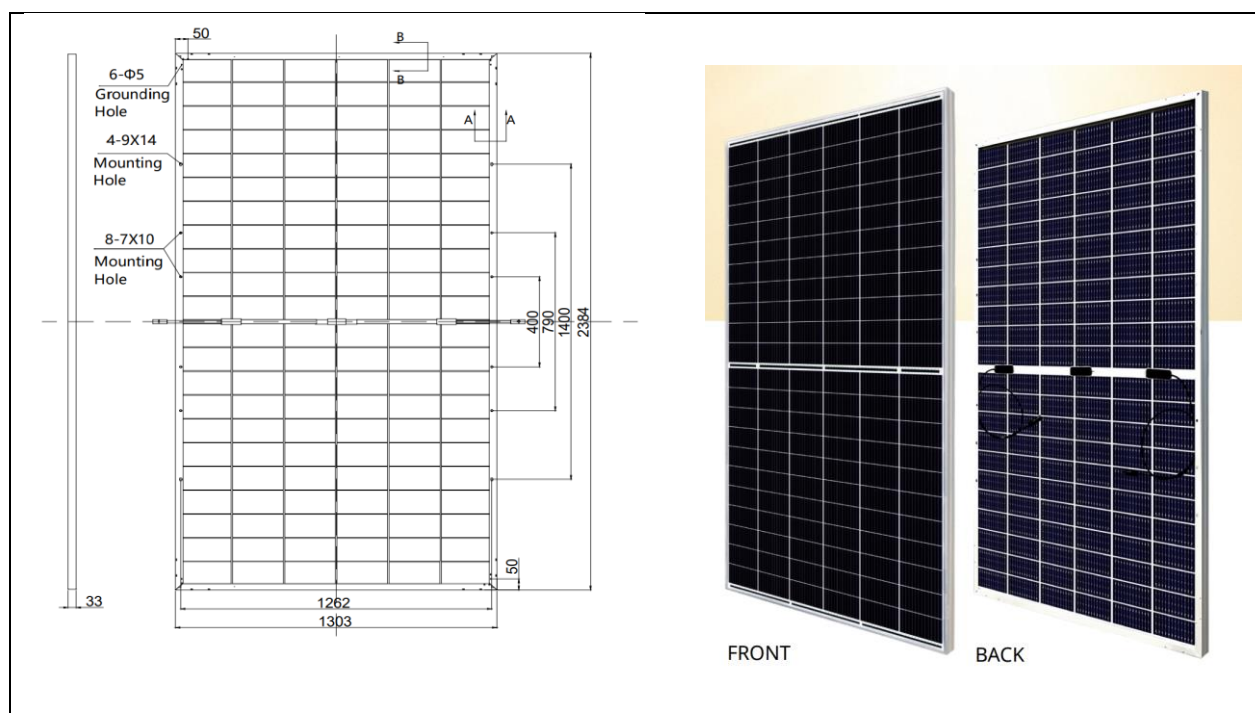 50
B
B
6-Φ5
Grounding
Hole
A
A
4-9X14
Mounting
Hole
8-7X10
Mounting
Hole
400
790
1400
2384
50
33
1262
1303
FRONT
BACK